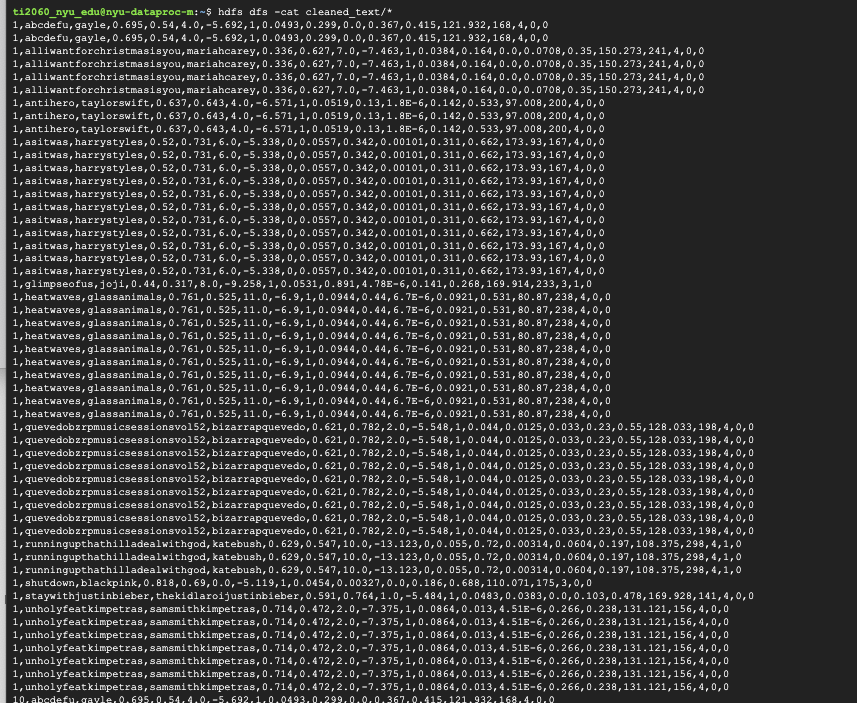 ti2060_nyu_edu@nyu-dataproc-m:~$ hdfs dfs -cat cleaned_text/*
1,abcdefu,gayle,0.695,0.54,4.0,-5.692,1,0.0493,0.299,0.0,0.367,0.415,121.932,168,4,0,0
1,abcdefu,gayle,0.695,0.54,4.0,-5.692,1,0.0493,0.299,0.0,0.367,0.415,121.932,168,4,0,0
1,alliwantforchristmasisyou,mariahcarey,0.336,0.627,7.0,-7.463,1,0.0384,0.164,0.0,0.0708,0.35,150.273,241,4,0,0
1,alliwantforchristmasisyou,mariahcarey,0.336,0.627,7.0,-7.463,1,0.0384,0.164,0.0,0.0708,0.35,150.273,241,4,0,0
1,alliwantforchristmasisyou,mariahcarey,0.336,0.627,7.0,-7.463,1,0.0384,0.164,0.0,0.0708,0.35,150.273,241,4,0,0
1,alliwantforchristmasisyou,mariahcarey,0.336,0.627,7.0,-7.463,1,0.0384,0.164,0.0,0.0708,0.35,150.273,241,4,0,0
1,antihero,taylorswift,0.637,0.643,4.0,-6.571,1,0.0519,0.13,1.8E-6,0.142,0.533,97.008,200,4,0,0
1,antihero,taylorswift,0.637,0.643,4.0,-6.571,1,0.0519,0.13,1.8E-6,0.142,0.533,97.008,200,4,0,0
1,antihero,taylorswift,0.637,0.643,4.0,-6.571,1,0.0519,0.13,1.8E-6,0.142,0.533,97.008,200,4,0,0
1,asitwas,harrystyles,0.52,0.731,6.0,-5.338,0,0.0557,0.342,0.00101,0.311,0.662,173.93,167,4,0,0
1,asitwas,harrystyles,0.52,0.731,6.0,-5.338,0,0.0557,0.342,0.00101,0.311,0.662,173.93,167,4,0,0
1,asitwas,harrystyles,0.52,0.731,6.0,-5.338,0,0.0557,0.342,0.00101,0.311,0.662,173.93,167,4,0,0
1,asitwas,harrystyles,0.52,0.731,6.0,-5.338,0,0.0557,0.342,0.00101,0.311,0.662,173.93,167,4,0,0
1,asitwas,harrystyles,0.52,0.731,6.0,-5.338,0,0.0557,0.342,0.00101,0.311,0.662,173.93,167,4,0,0
1,asitwas,harrystyles,0.52,0.731,6.0,-5.338,0,0.0557,0.342,0.00101,0.311,0.662,173.93,167,4,0,0
1,asitwas,harrystyles,0.52,0.731,6.0,-5.338,0,0.0557,0.342,0.00101,0.311,0.662,173.93,167,4,0,0
1,asitwas,harrystyles,0.52,0.731,6.0,-5.338,0,0.0557,0.342,0.00101,0.311,0.662,173.93,167,4,0,0
1,asitwas,harrystyles,0.52,0.731,6.0,-5.338,0,0.0557,0.342,0.00101,0.311,0.662,173.93,167,4,0,0
1,asitwas,harrystyles,0.52,0.731,6.0,-5.338,0,0.0557,0.342,0.00101,0.311,0.662,173.93,167,4,0,0
1,asitwas,harrystyles,0.52,0.731,6.0,-5.338,0,0.0557,0.342,0.00101,0.311,0.662,173.93,167,4,0,0
1,glimpseofus,joji,0.44,0.317,8.0,-9.258,1,0.0531,0.891,4.78E-6,0.141,0.268,169.914,233,3,1,0
1,heatwaves,glassanimals,0.761,0.525,11.0,-6.9,1,0.0944,0.44,6.7E-6,0.0921,0.531,80.87,238,4,0,0
1,heatwaves,glassanimals,0.761,0.525,11.0,-6.9,1,0.0944,0.44,6.7E-6,0.0921,0.531,80.87,238,4,0,0
1,heatwaves,glassanimals,0.761,0.525,11.0,-6.9,1,0.0944,0.44,6.7E-6,0.0921,0.531,80.87,238,4,0,0
1,heatwaves,glassanimals,0.761,0.525,11.0,-6.9,1,0.0944,0.44,6.7E-6,0.0921,0.531,80.87,238,4,0,0
1,heatwaves,glassanimals,0.761,0.525,11.0,-6.9,1,0.0944,0.44,6.7E-6,0.0921,0.531,80.87,238,4,0,0
1,heatwaves,glassanimals,0.761,0.525,11.0,-6.9,1,0.0944,0.44,6.7E-6,0.0921,0.531,80.87,238,4,0,0
1,heatwaves,glassanimals,0.761,0.525,11.0,-6.9,1,0.0944,0.44,6.7E-6,0.0921,0.531,80.87,238,4,0,0
1,heatwaves,glassanimals,0.761,0.525,11.0,-6.9,1,0.0944,0.44,6.7E-6,0.0921,0.531,80.87,238,4,0,0
1,heatwaves,glassanimals,0.761,0.525,11.0,-6.9,1,0.0944,0.44,6.7E-6,0.0921,0.531,80.87,238,4,0,0
1,heatwaves,glassanimals,0.761,0.525,11.0,-6.9,1,0.0944,0.44,6.7E-6,0.0921,0.531,80.87,238,4,0,0
1,quevedobzrpmusicsessionsvol52,bizarrapquevedo,0.621,0.782,2.0,-5.548,1,0.044,0.0125,0.033,0.23,0.55,128.033,198,4,0,0
1,quevedobzrpmusicsessionsvol52,bizarrapquevedo,0.621,0.782,2.0,-5.548,1,0.044,0.0125,0.033,0.23,0.55,128.033,198,4,0,0
1,quevedobzrpmusicsessionsvol52,bizarrapquevedo,0.621,0.782,2.0,-5.548,1,0.044,0.0125,0.033,0.23,0.55,128.033,198,4,0,0
1,quevedobzrpmusicsessionsvol52,bizarrapquevedo,0.621,0.782,2.0,-5.548,1,0.044,0.0125,0.033,0.23,0.55,128.033,198,4,0,0
1,quevedobzrpmusicsessionsvol52,bizarrapquevedo,0.621,0.782,2.0,-5.548,1,0.044,0.0125,0.033,0.23,0.55,128.033,198,4,0,0
1,quevedobzrpmusicsessionsvol52,bizarrapquevedo,0.621,0.782,2.0,-5.548,1,0.044,0.0125,0.033,0.23,0.55,128.033,198,4,0,0
1,quevedobzrpmusicsessionsvol52,bizarrapquevedo,0.621,0.782,2.0,-5.548,1,0.044,0.0125,0.033,0.23,0.55,128.033,198,4,0,0
1,quevedobzrpmusicsessionsvol52,bizarrapquevedo,0.621,0.782,2.0,-5.548,1,0.044,0.0125,0.033,0.23,0.55,128.033,198,4,0,0
1,quevedobzrpmusicsessionsvol52,bizarrapquevedo,0.621,0.782,2.0,-5.548,1,0.044,0.0125,0.033,0.23,0.55,128.033,198,4,0,0
1,runningupthathilladealwithgod,katebush,0.629,0.547,10.0,-13.123,0,0.055,0.72,0.00314,0.0604,0.197,108.375,298,4,1,0
1,runningupthathilladealwithgod,katebush,0.629,0.547,10.0,-13.123,0,0.055,0.72,0.00314,0.0604,0.197,108.375,298,4,1,0
1,runningupthathilladealwithgod,katebush,0.629,0.547,10.0,-13.123,0,0.055,0.72,0.00314,0.0604,0.197,108.375,298,4,1,0
1,shutdown,blackpink,0.818,0.69,0.0,-5.119,1,0.0454,0.00327,0.0,0.186,0.688,110.071,175,3,0,0
1,staywithjustinbieber,thekidlaroijustinbieber,0.591,0.764,1.0,-5.484,1,0.0483,0.0383,0.0,0.103,0.478,169.928,141,4,0,0
1,unholyfeatkimpetras,samsmithkimpetras,0.714,0.472,2.0,-7.375,1,0.0864,0.013,4.51E-6,0.266,0.238,131.121,156,4,0,0
1,unholyfeatkimpetras,samsmithkimpetras,0.714,0.472,2.0,-7.375,1,0.0864,0.013,4.51E-6,0.266,0.238,131.121,156,4,0,0
1,unholyfeatkimpetras,samsmithkimpetras,0.714,0.472,2.0,-7.375,1,0.0864,0.013,4.51E-6,0.266,0.238,131.121,156,4,0,0
1,unholyfeatkimpetras,samsmithkimpetras,0.714,0.472,2.0,-7.375,1,0.0864,0.013,4.51E-6,0.266,0.238,131.121,156,4,0,0
1,unholyfeatkimpetras,samsmithkimpetras,0.714,0.472,2.0,-7.375,1,0.0864,0.013,4.51E-6,0.266,0.238,131.121,156,4,0,0
1,unholyfeatkimpetras,samsmithkimpetras,0.714,0.472,2.0,-7.375,1,0.0864,0.013,4.51E-6,0.266,0.238,131.121,156,4,0,0
1,unholyfeatkimpetras,samsmithkimpetras,0.714,0.472,2.0,-7.375,1,0.0864,0.013,4.51E-6,0.266,0.238,131.121,156,4,0,0
10,abcdefu,gayle,0.695,0.54,4.0,-5.692,1,0.0493,0.299,0.0,0.367,0.415,121.932,168,4,0,0